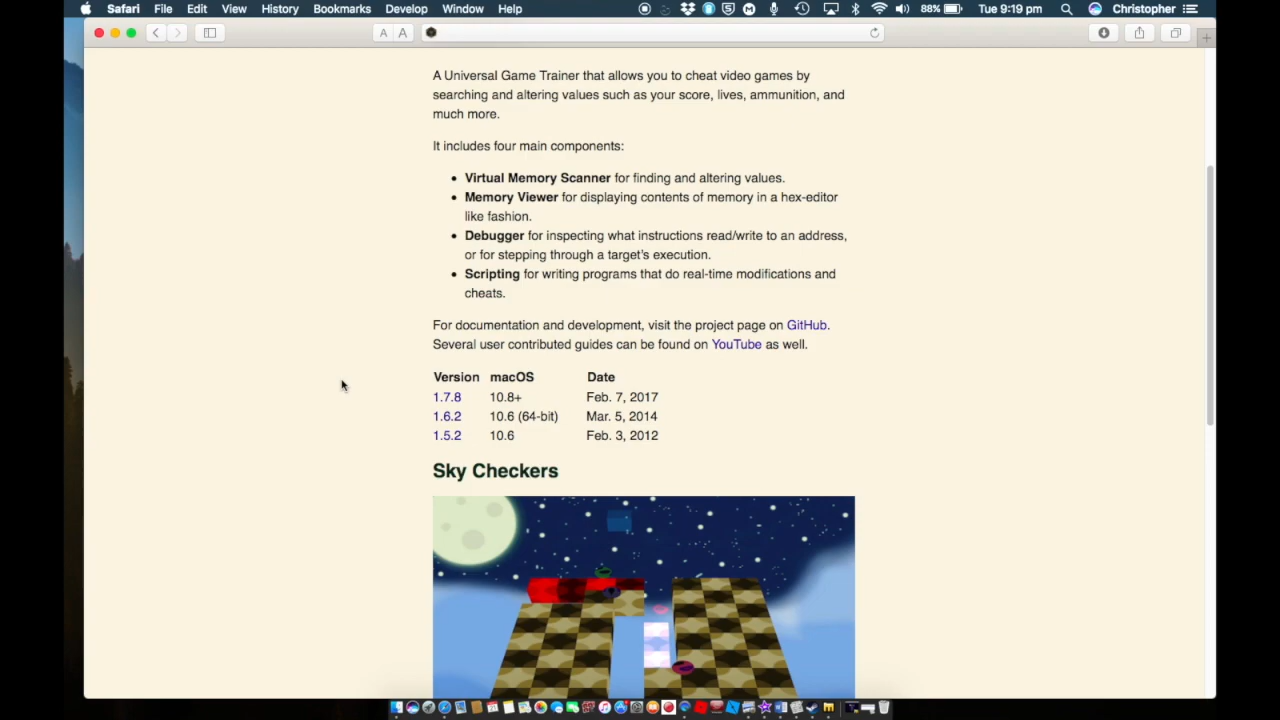 Safari File Edit View History Bookmarks Develop Window Help 88% Tue 9:19 pm Christopher
A A
A Universal Game Trainer that allows you to cheat video games by
searching and altering values such as your score, lives, ammunition, and
much more.
It includes four main components:
• Virtual Memory Scanner for finding and altering values.
• Memory Viewer for displaying contents of memory in a hex-editor
like fashion.
• Debugger for inspecting what instructions read/write to an address,
or for stepping through a target's execution.
• Scripting for writing programs that do real-time modifications and
cheats.
For documentation and development, visit the project page on GitHub.
Several user contributed guides can be found on YouTube as well.
Version macOS Date
1.7.8 10.8+ Feb. 7, 2017
1.6.2 10.6 (64-bit) Mar. 5, 2014
1.5.2 10.6 Feb. 3, 2012
Sky Checkers